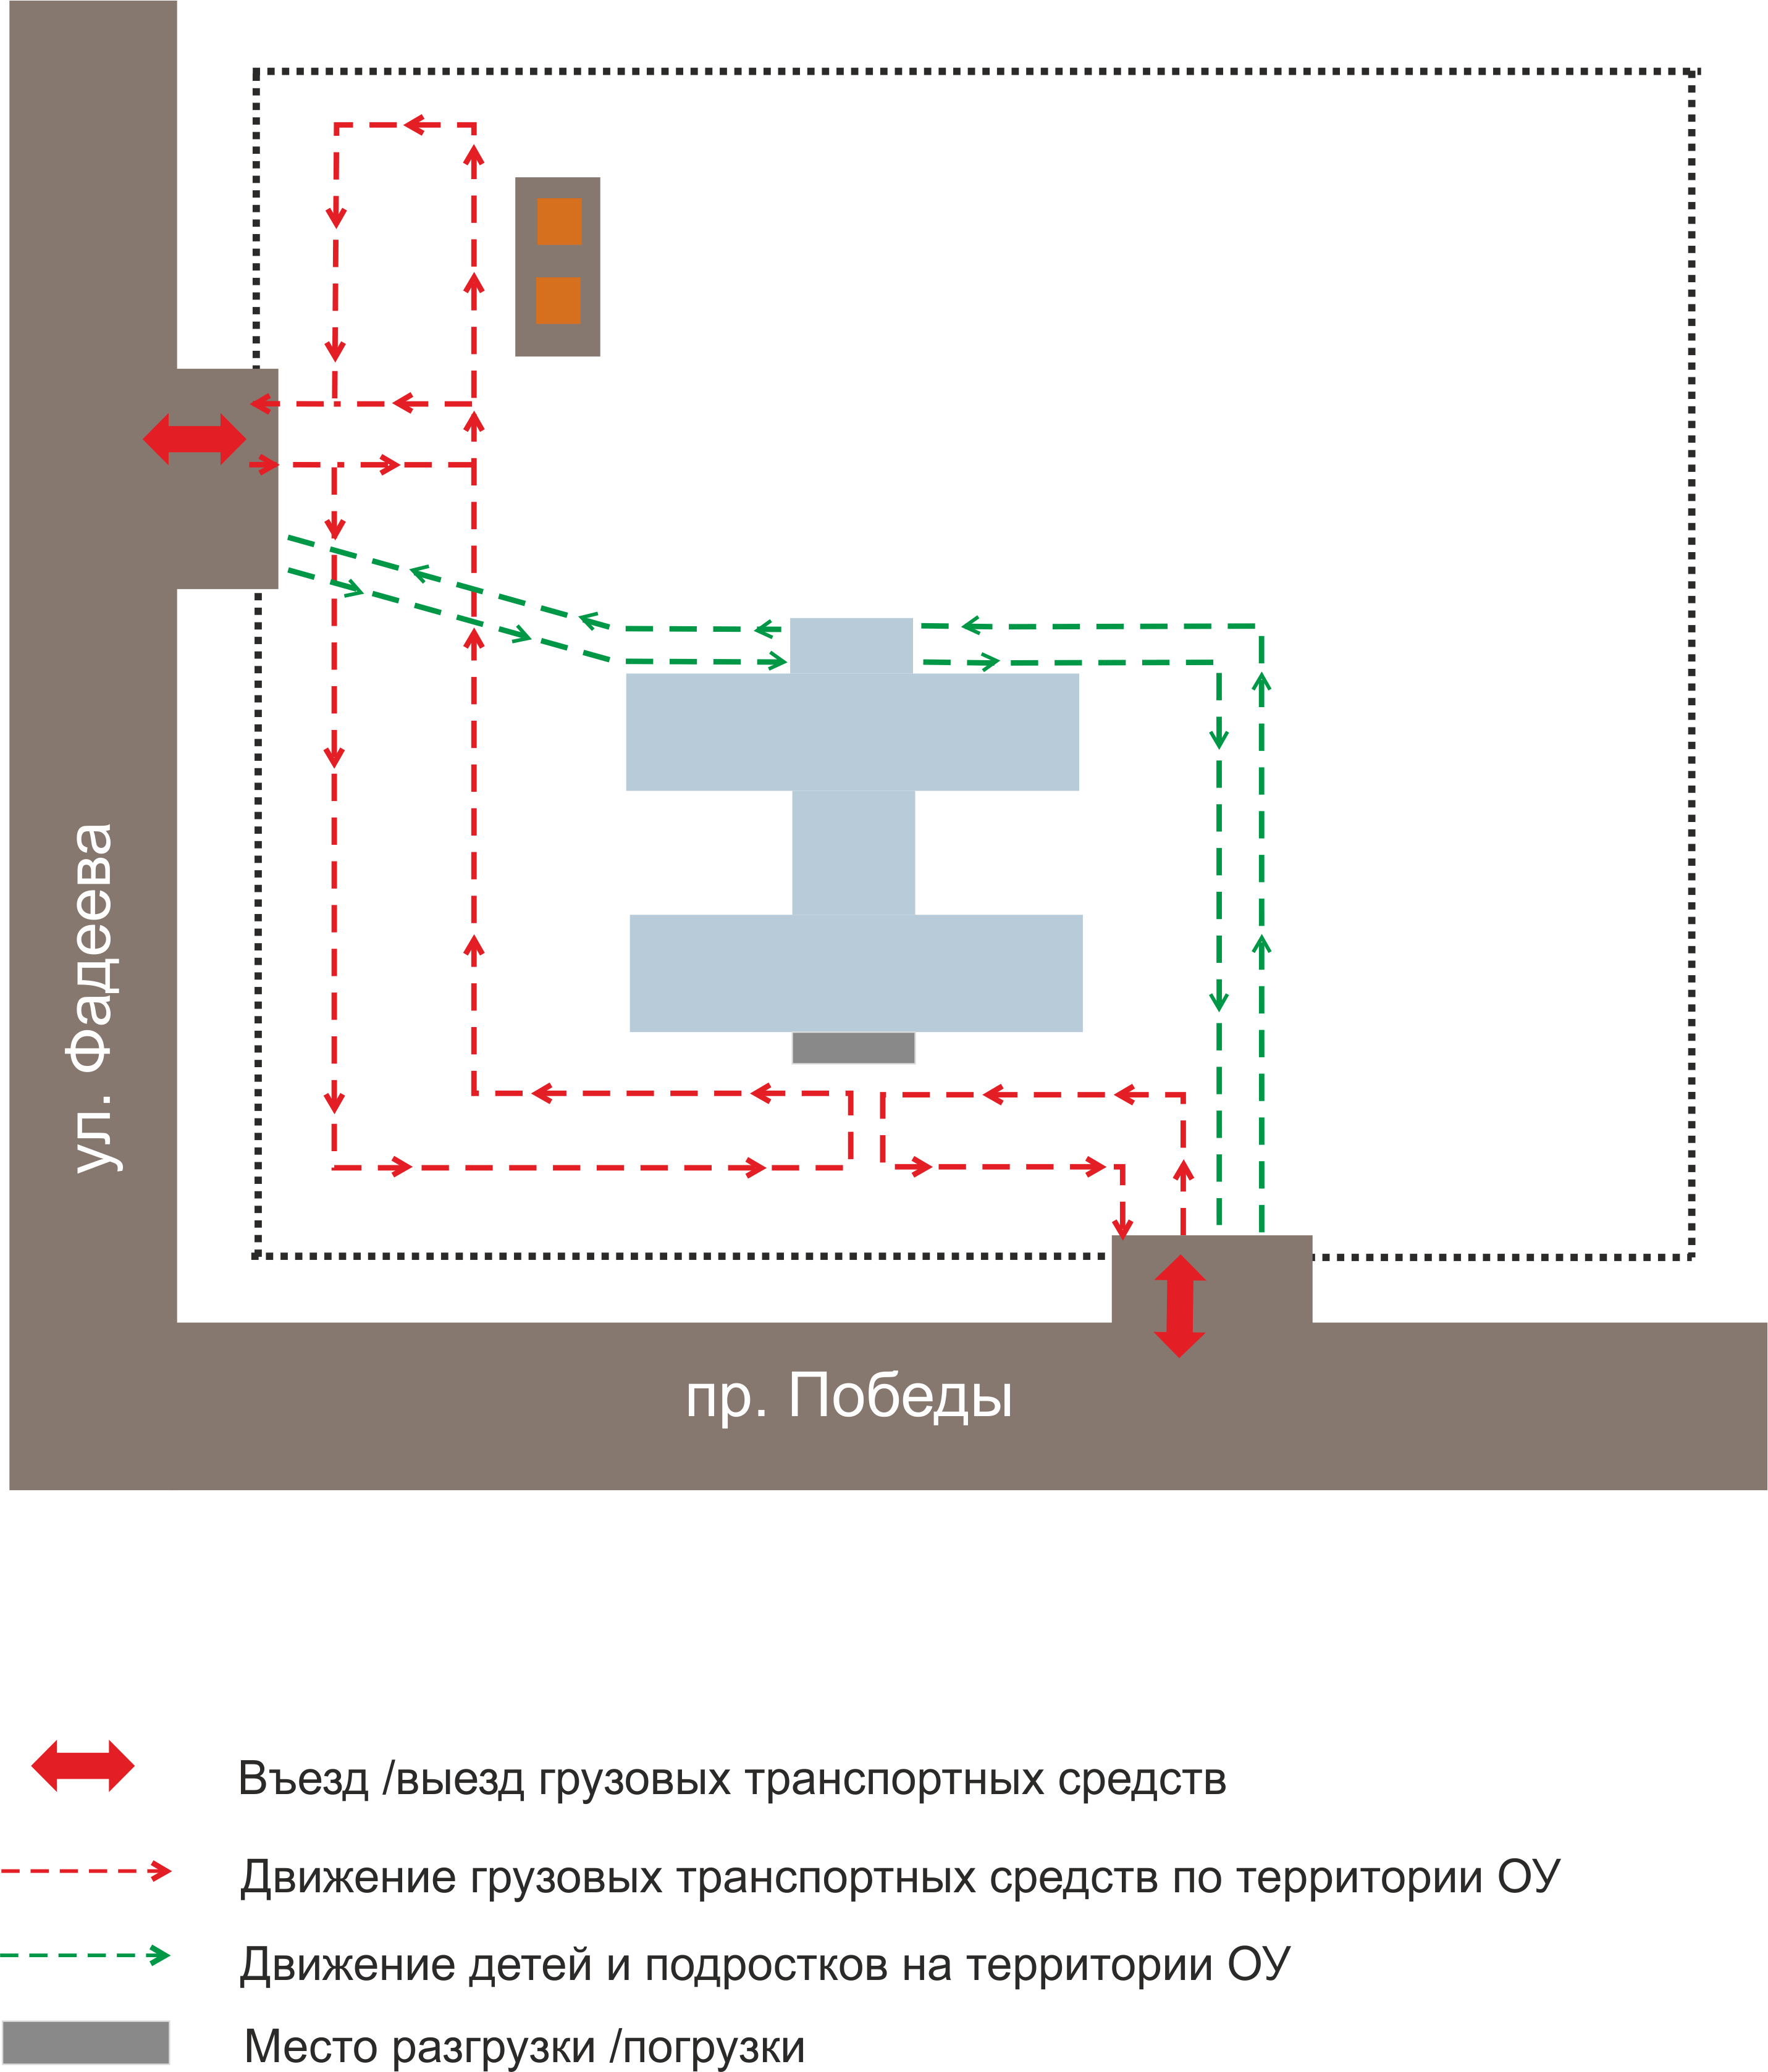 ул. Фадеева
пр. Победы
Въезд /выезд грузовых транспортных средств
Движение грузовых транспортных средств по территории ОУ
Движение детей и подростков на территории ОУ
Место разгрузки /погрузки